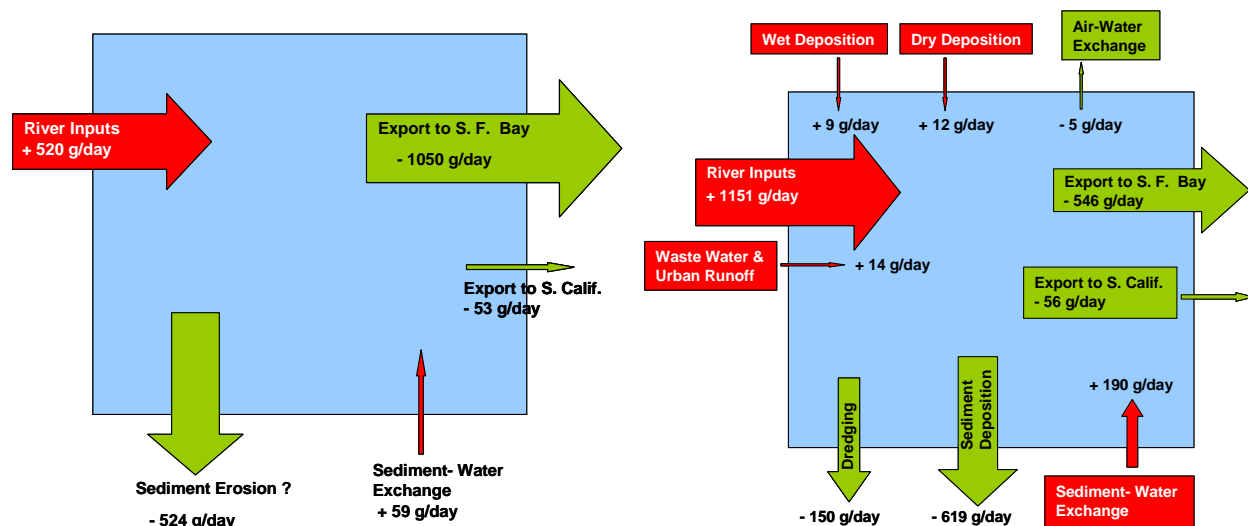 River Inputs
+ 520 g/day
Export to S. F. Bay
- 1050 g/day
Export to S. Calif.
- 53 g/day
Sediment- Water
Exchange
+ 59 g/day
Sediment Erosion ?
- 524 g/day
Wet Deposition
Dry Deposition
Air-Water
Exchange
+ 9 g/day
+ 12 g/day
- 5 g/day
River Inputs
+ 1151 g/day
Export to S. F. Bay
- 546 g/day
Waste Water &
Urban Runoff
+ 14 g/day
Export to S. Calif.
- 56 g/day
Dredging
Sediment
Deposition
+ 190 g/day
- 150 g/day
- 619 g/day
Sediment- Water
Exchange